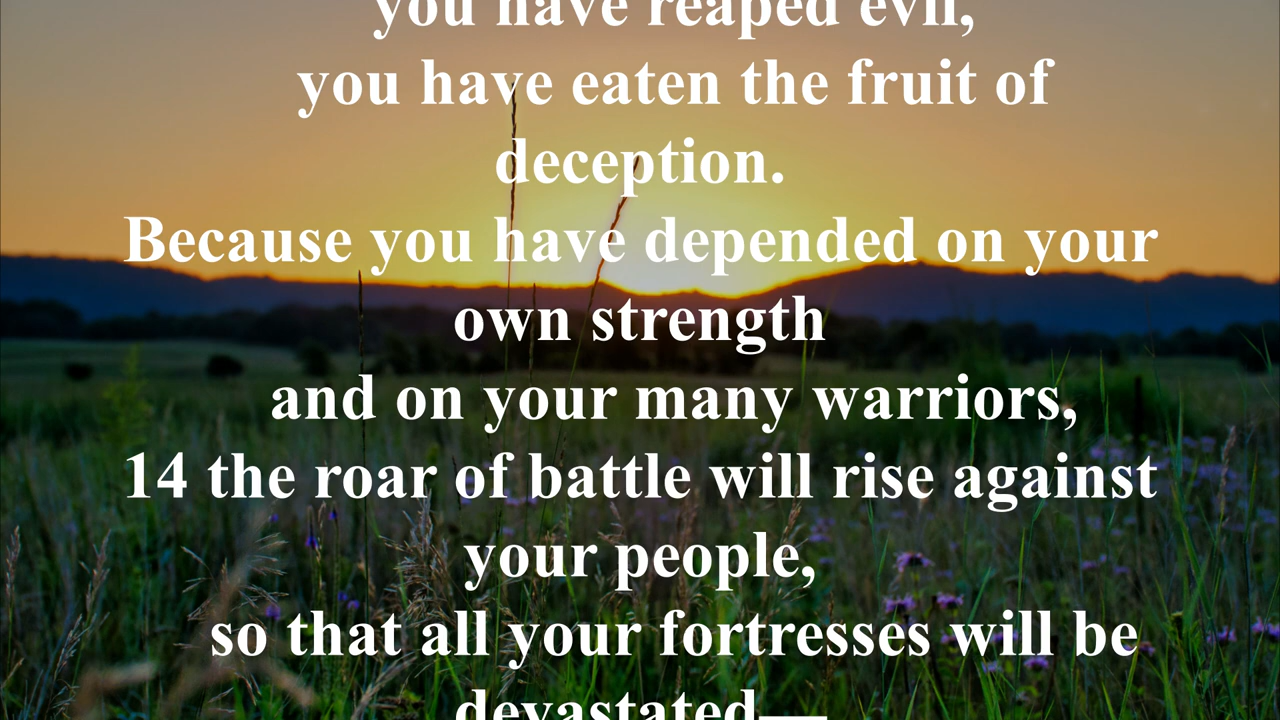 you have reaped evil,
you have eaten the fruit of
deception.
Because you have depended on your
own strength
and on your many warriors,
14 the roar of battle will rise against
your people,
so that all your fortresses will be
devastated—